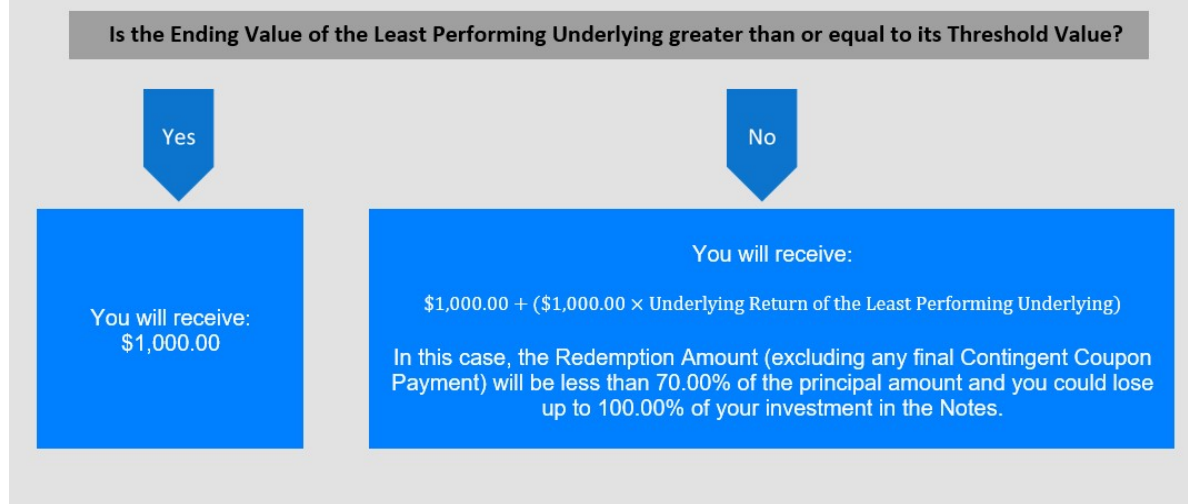 Is the Ending Value of the Least Performing Underlying greater than or equal to its Threshold Value?
Yes
No
You will receive:
$1,000.00
You will receive:
$1,000.00 + ($1,000.00 × Underlying Return of the Least Performing Underlying)
In this case, the Redemption Amount (excluding any final Contingent Coupon
Payment) will be less than 70.00% of the principal amount and you could lose
up to 100.00% of your investment in the Notes.